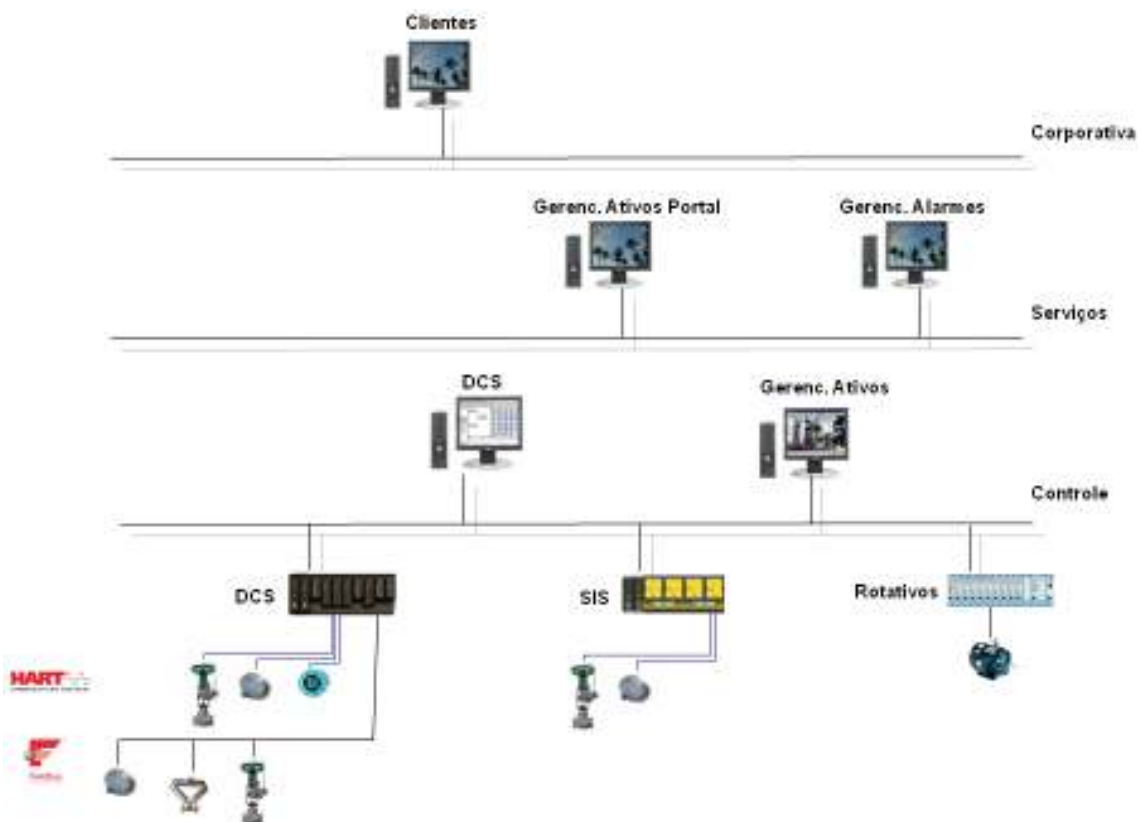 Clientes
Corporativa
Gerenc. Ativos Portal
Gerenc. Alarmes
Serviços
DCS
Gerenc. Ativos
Controle
DCS
SIS
Rotativos
HART